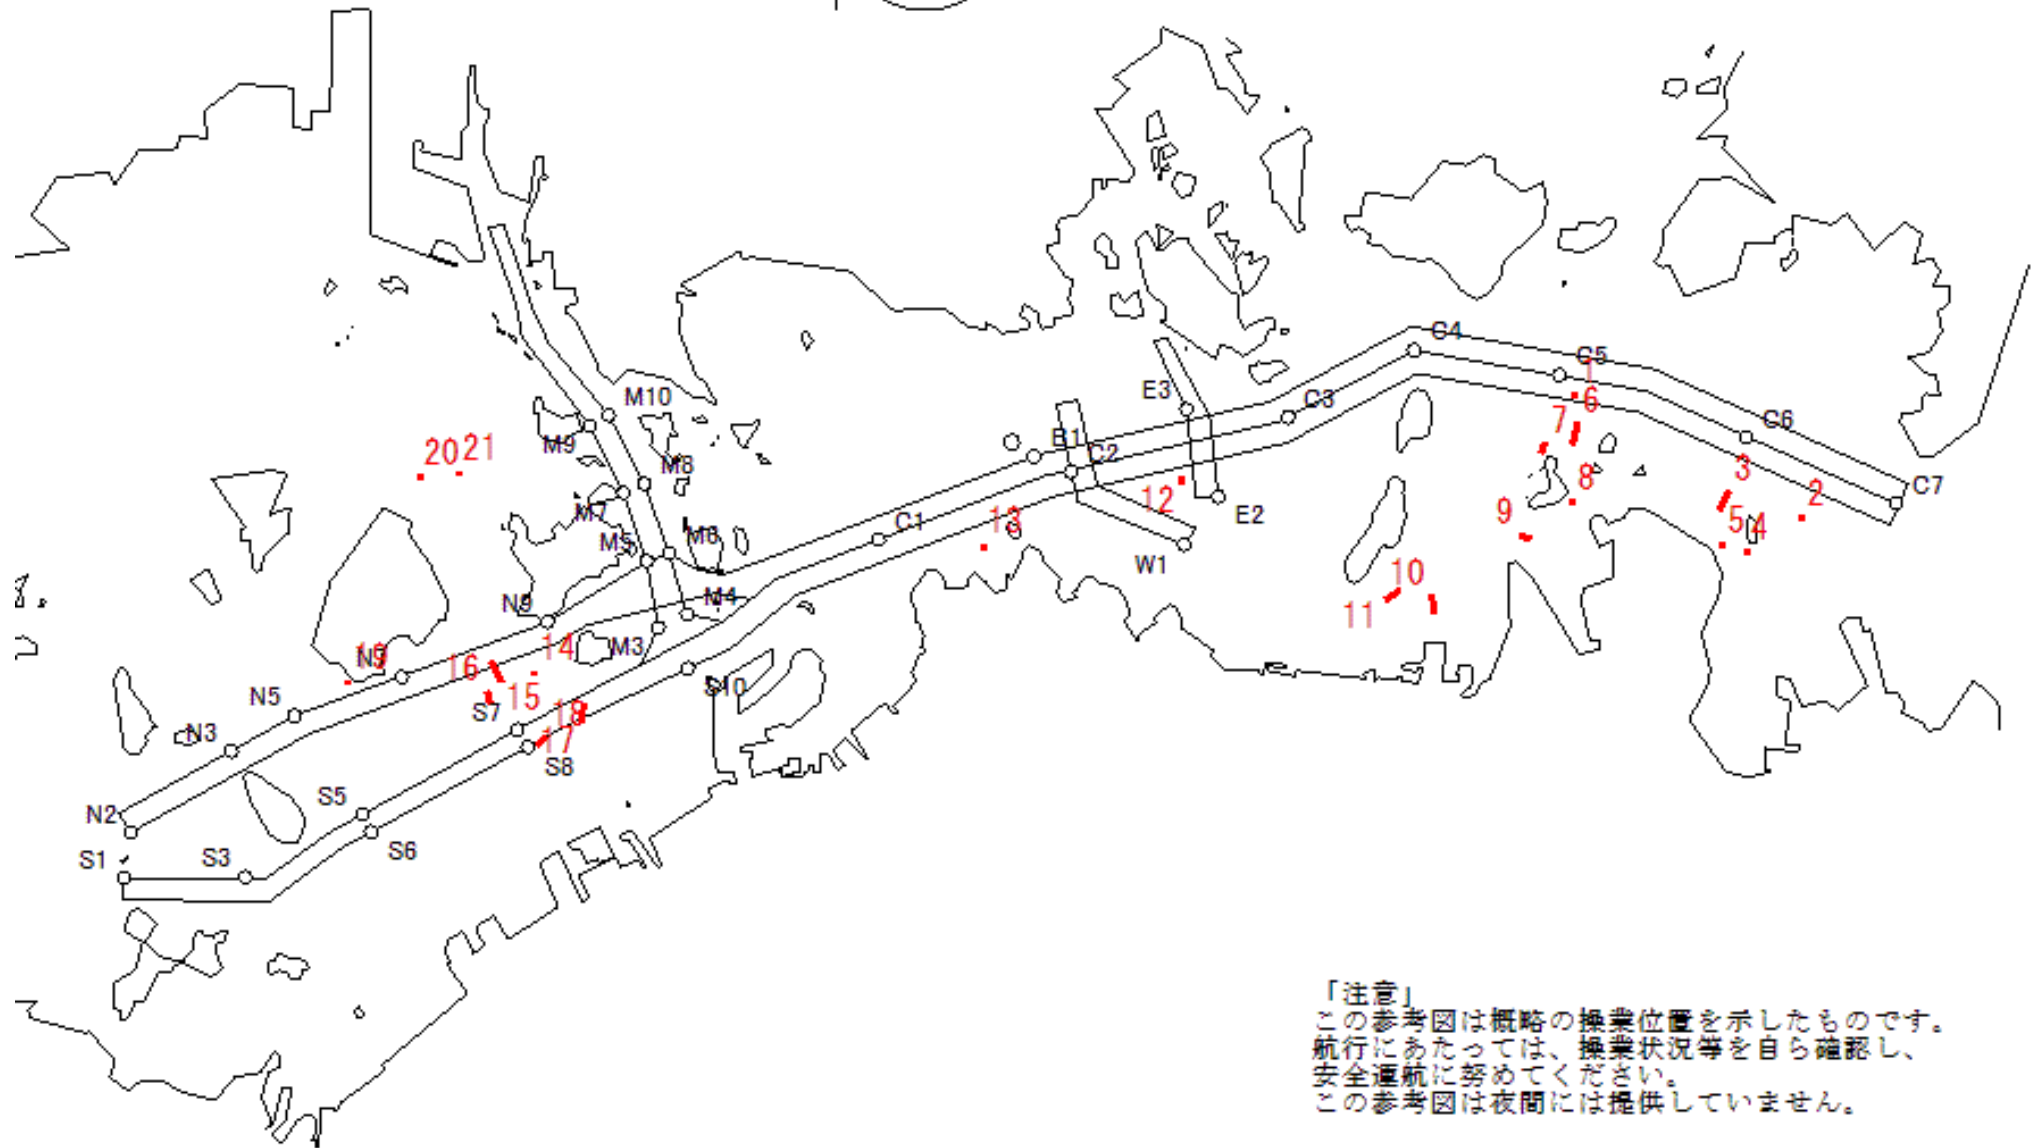 C4
C5
1
M10
E3
C3
6
C6
7
M9
B1
20
21
M8
C2
3
8
C7
12
2
M7
E2
9
13
C1
5
4
M5
M6
W1
10
N9
M4
11
14
M3
19
N7
16
S10
N5
15
S7
18
N3
17
S8
S5
N2
S6
S1
S3
「注意」
この参考図は概略の操業位置を示したものです。
航行にあたっては、操業状況等を自ら確認し、
安全運航に努めてください。
この参考図は夜間には提供していません。